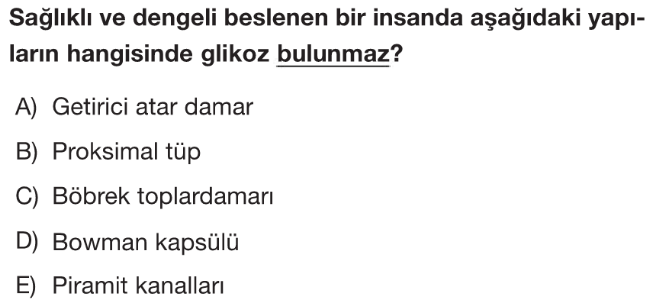 Sağlıklı ve dengeli beslenen bir insanda aşağıdaki yapı-
ların hangisinde glikoz bulunmaz?
A) Getirici atar damar
B) Proksimal tüp
C) Böbrek toplardamarı
D) Bowman kapsülü
E) Piramit kanalları